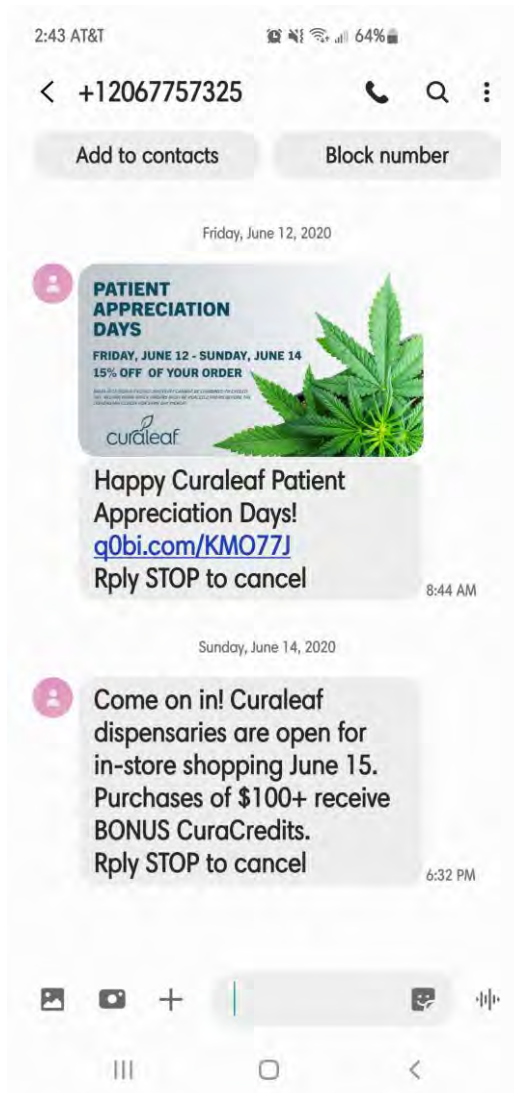 2:43 AT&T 64%
+12067757325
Add to contacts Block number
Friday, June 12, 2020
PATIENT
APPRECIATION
DAYS
FRIDAY, JUNE 12 - SUNDAY, JUNE 14
15% OFF OF YOUR ORDER
curaleaf
Happy Curaleaf Patient
Appreciation Days!
q0bi.com/KMO77J
Rply STOP to cancel
8:44 AM
Sunday, June 14, 2020
Come on in! Curaleaf
dispensaries are open for
in-store shopping June 15.
Purchases of $100+ receive
BONUS CuraCredits.
Rply STOP to cancel
6:32 PM